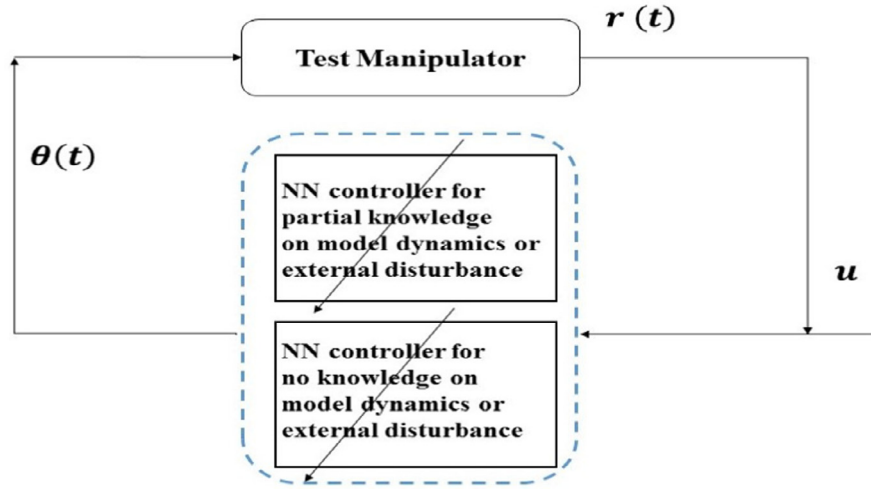 r (t)
Test Manipulator
θ(t)
NN controller for
partial knowledge
on model dynamics or
external disturbance
u
NN controller for
no knowledge on
model dynamics or
external disturbance